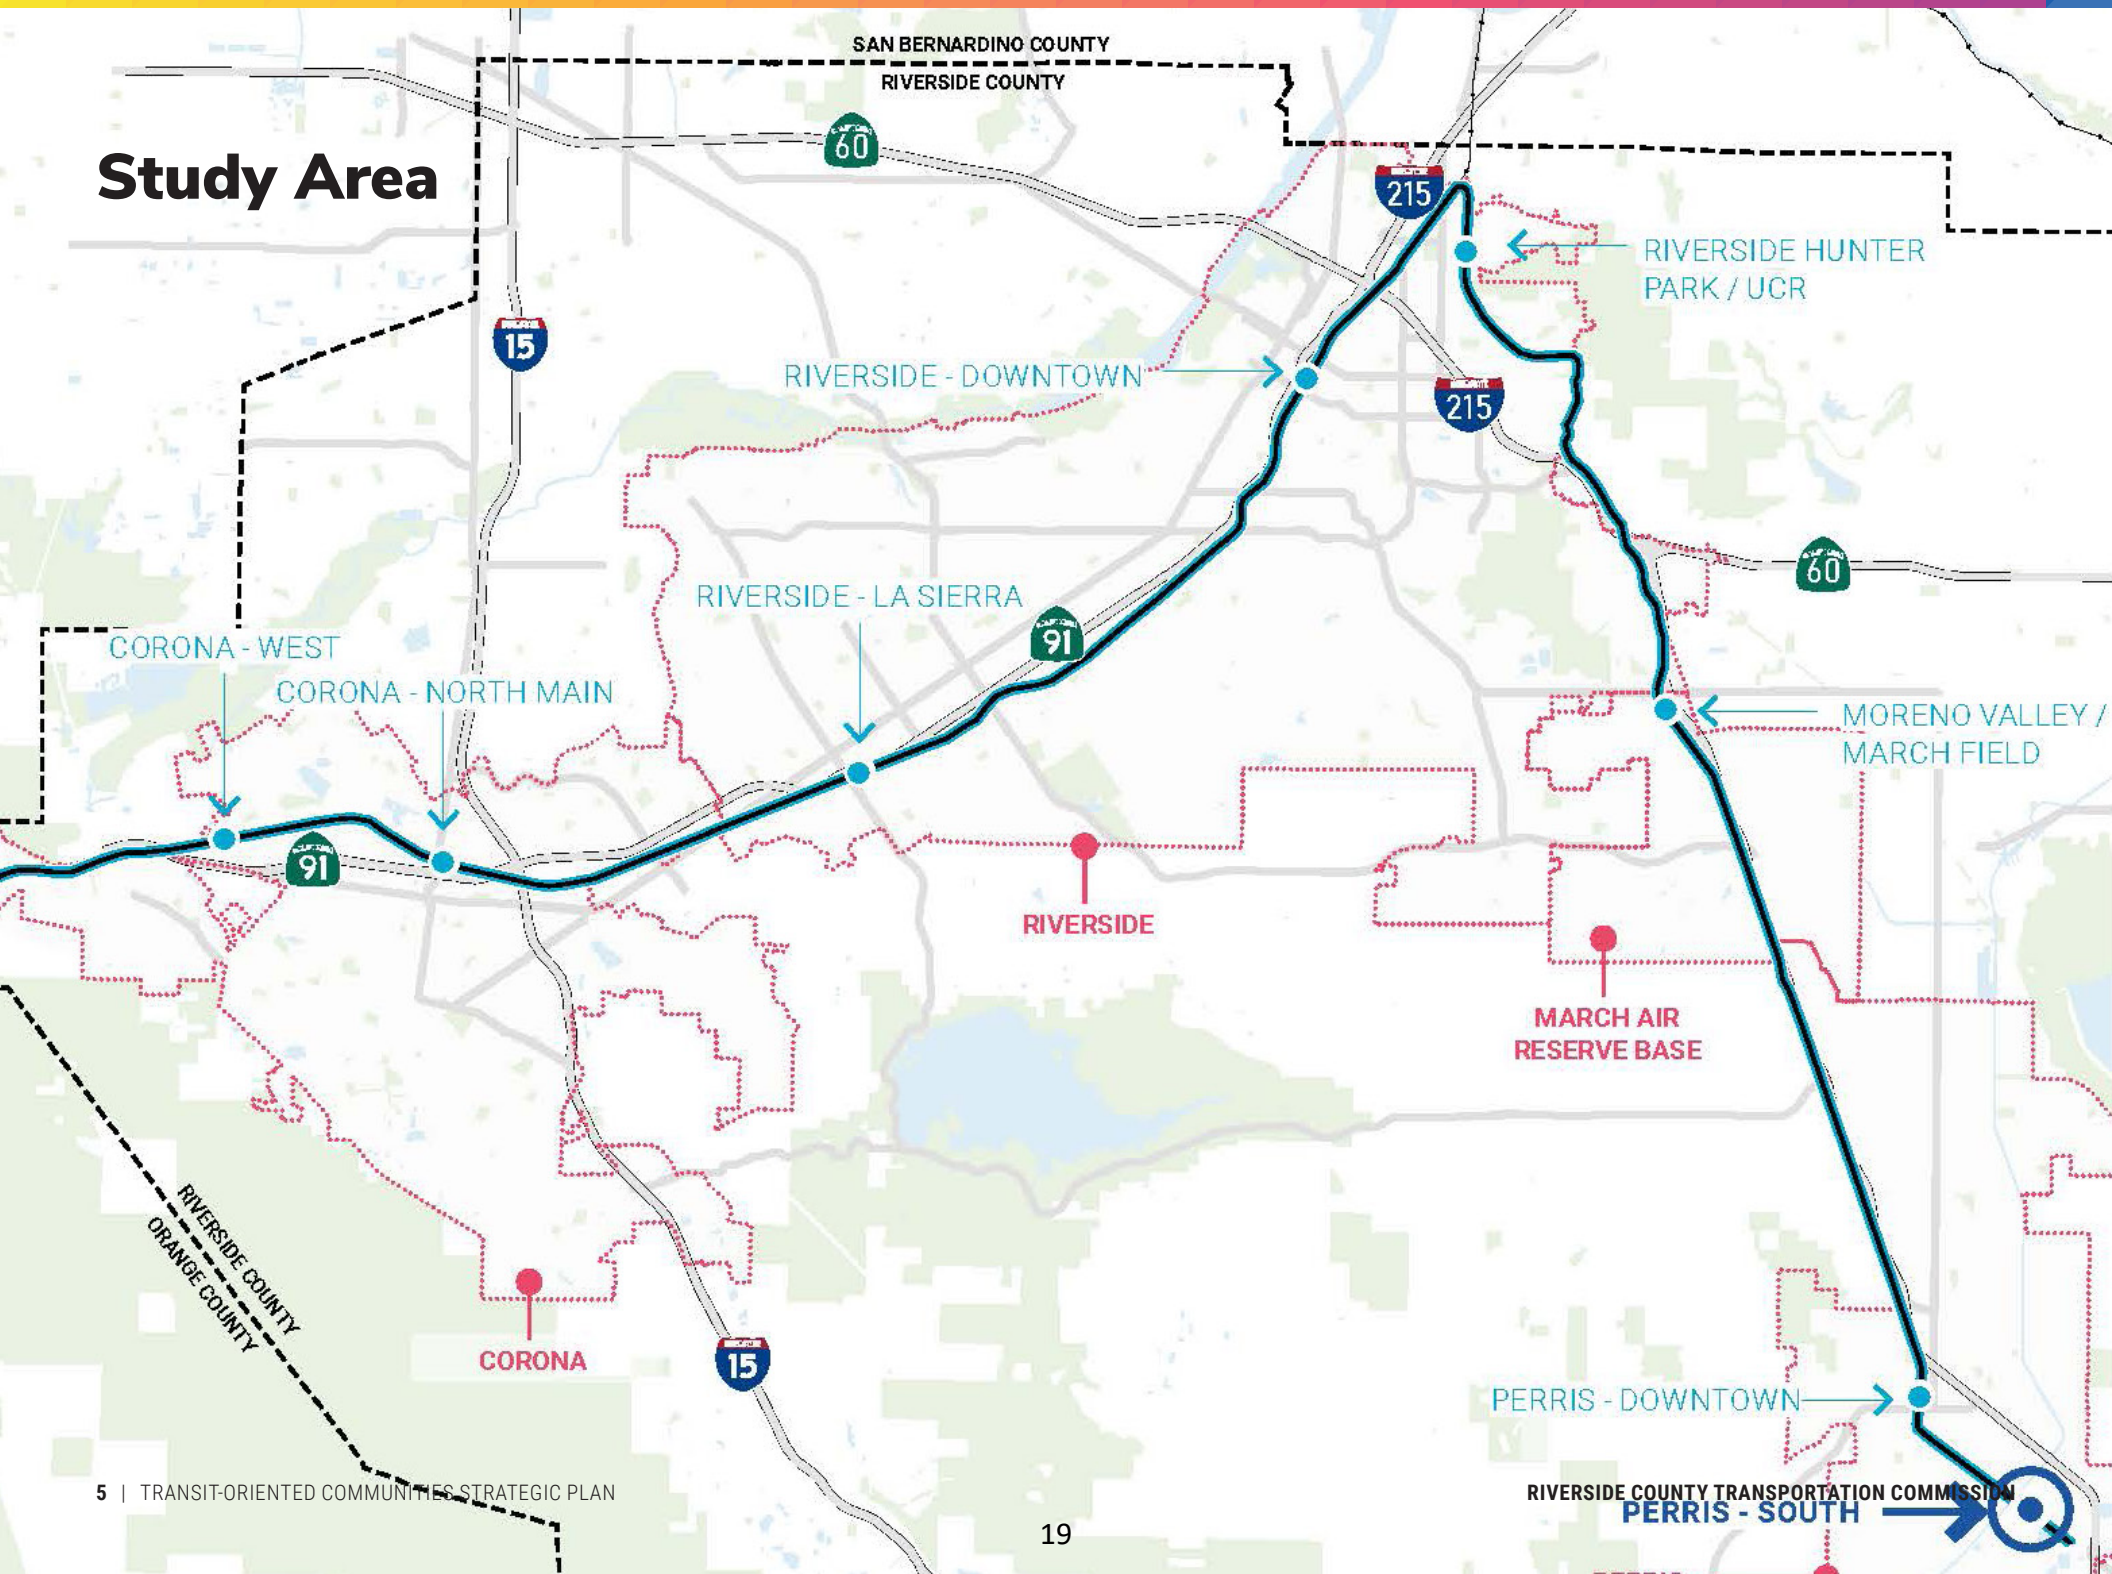 SAN BERNARDINO COUNTY
RIVERSIDE COUNTY
60
Study Area
215
RIVERSIDE HUNTER
PARK / UCR
15
RIVERSIDE - DOWNTOWN
215
60
RIVERSIDE - LA SIERRA
91
CORONA - WEST
CORONA - NORTH MAIN
MORENO VALLEY /
MARCH FIELD
91
RIVERSIDE
MARCH AIR
RESERVE BASE
RIVERSIDE COUNTY
ORANGE COUNTY
CORONA
15
PERRIS - DOWNTOWN
5 | TRANSIT-ORIENTED COMMUNITIES STRATEGIC PLAN
RIVERSIDE COUNTY TRANSPORTATION COMMISSION
PERRIS - SOUTH
19